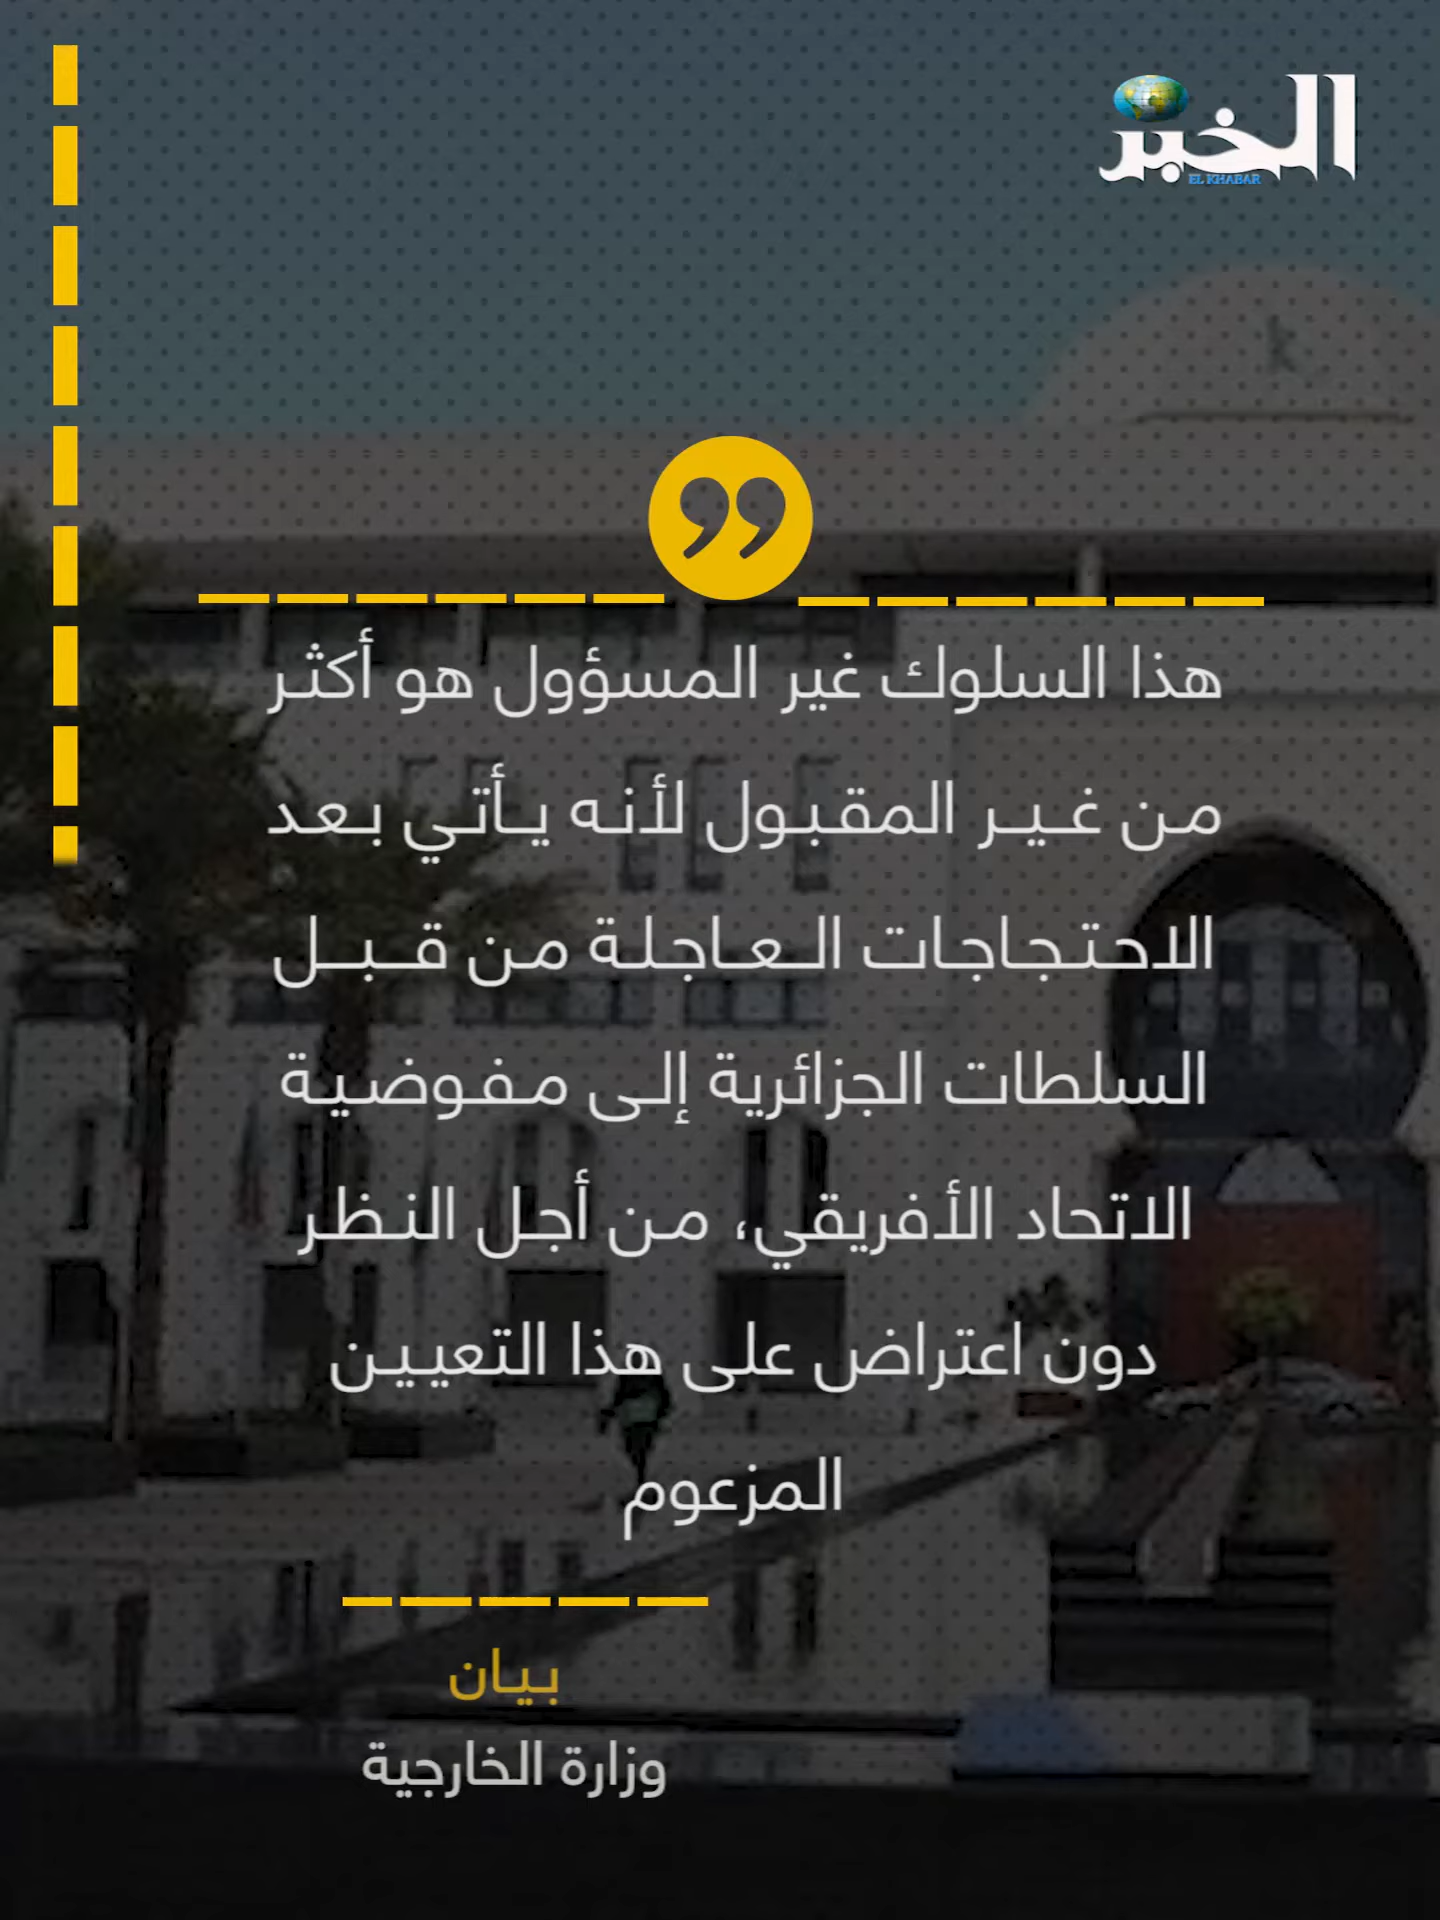 الخبر
EL KHABAR
هذا السلوك غير المسؤول هو أكثر
من غير المقبول لأنه يأتي بعد
الاحتجاجات العاجلة من قبل
السلطات الجزائرية إلى مفوضية
الاتحاد الأفريقي، من أجل النظر
دون اعتراض على هذا التعيين
المزعوم
بيان
وزارة الخارجية